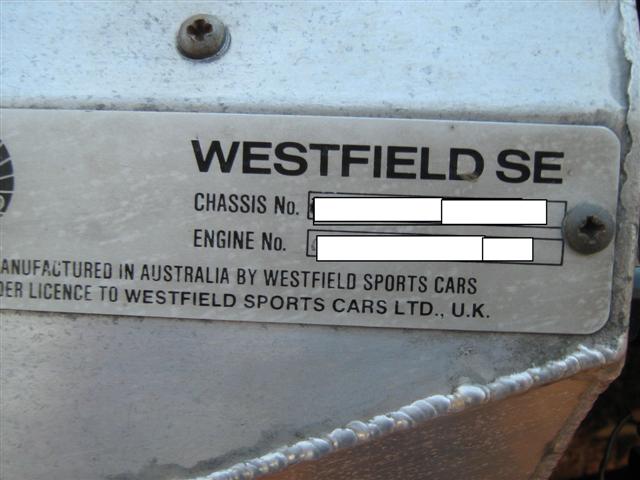 WESTFIELD SE
CHASSIS No.
ENGINE No.
ANUFACTURED IN AUSTRALIA BY WESTFIELD SPORTS CARS
DER LICENCE TO WESTFIELD SPORTS CARS LTD., U.K.